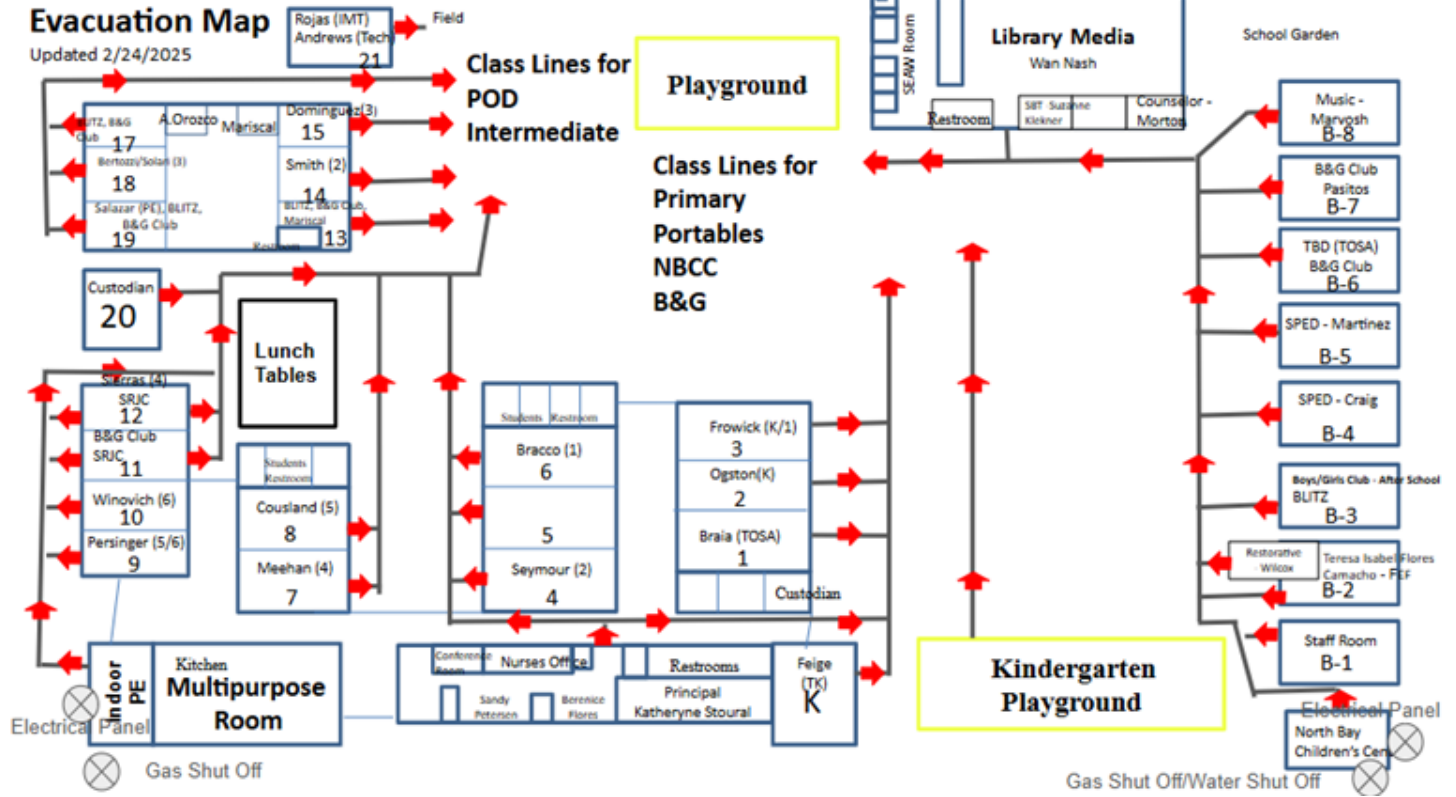 Evacuation Map
Updated 2/24/2025
Rojas (IMT)
Andrews (Tech)
21
Field
Class Lines for
POD
Intermediate
Playground
SEAW Room
Library Media
Wan Nash
Restroom
SBT - Suzanne
Klekner
Counselor -
Morton
School Garden
BLITZ, B&G
Club
17
A.Orozco
Mariscal
Dominguez(3)
15
Bertozzi/Solari (3)
18
Smith (2)
14
Salazar (PE), BLITZ,
B&G Club
19
BLITZ, B&G Club,
Mariscal
13
Restroom
Class Lines for
Primary
Portables
NBCC
B&G
Music -
Marvosh
B-8
B&G Club
Pasitos
B-7
TBD (TOSA)
B&G Club
B-6
SPED - Martinez
B-5
SPED - Craig
B-4
Boys/Girls Club - After School
BLITZ
B-3
Restorative
- Wilcox
Teresa Isabel Flores
Camacho - FCF
B-2
Staff Room
B-1
Custodian
20
Lunch
Tables
Sierras (4)
SRJC
12
B&G Club
SRJC
11
Winovich (6)
10
Persinger (5/6)
9
Students
Restroom
Cousland (5)
8
Meehan (4)
7
Students Restroom
Bracco (1)
6
5
Seymour (2)
4
Frowick (K/1)
3
Ogston(K)
2
Braia (TOSA)
1
Custodian
Indoor
PE
Kitchen
Multipurpose
Room
Conference
Room
Nurses Office
Restrooms
Sandy
Petersen
Berenice
Flores
Principal
Katheryne Stoural
Feige
(TK)
K
Kindergarten
Playground
Electrical Panel
Gas Shut Off
Electrical Panel
North Bay
Children's Cen
Gas Shut Off/Water Shut Off